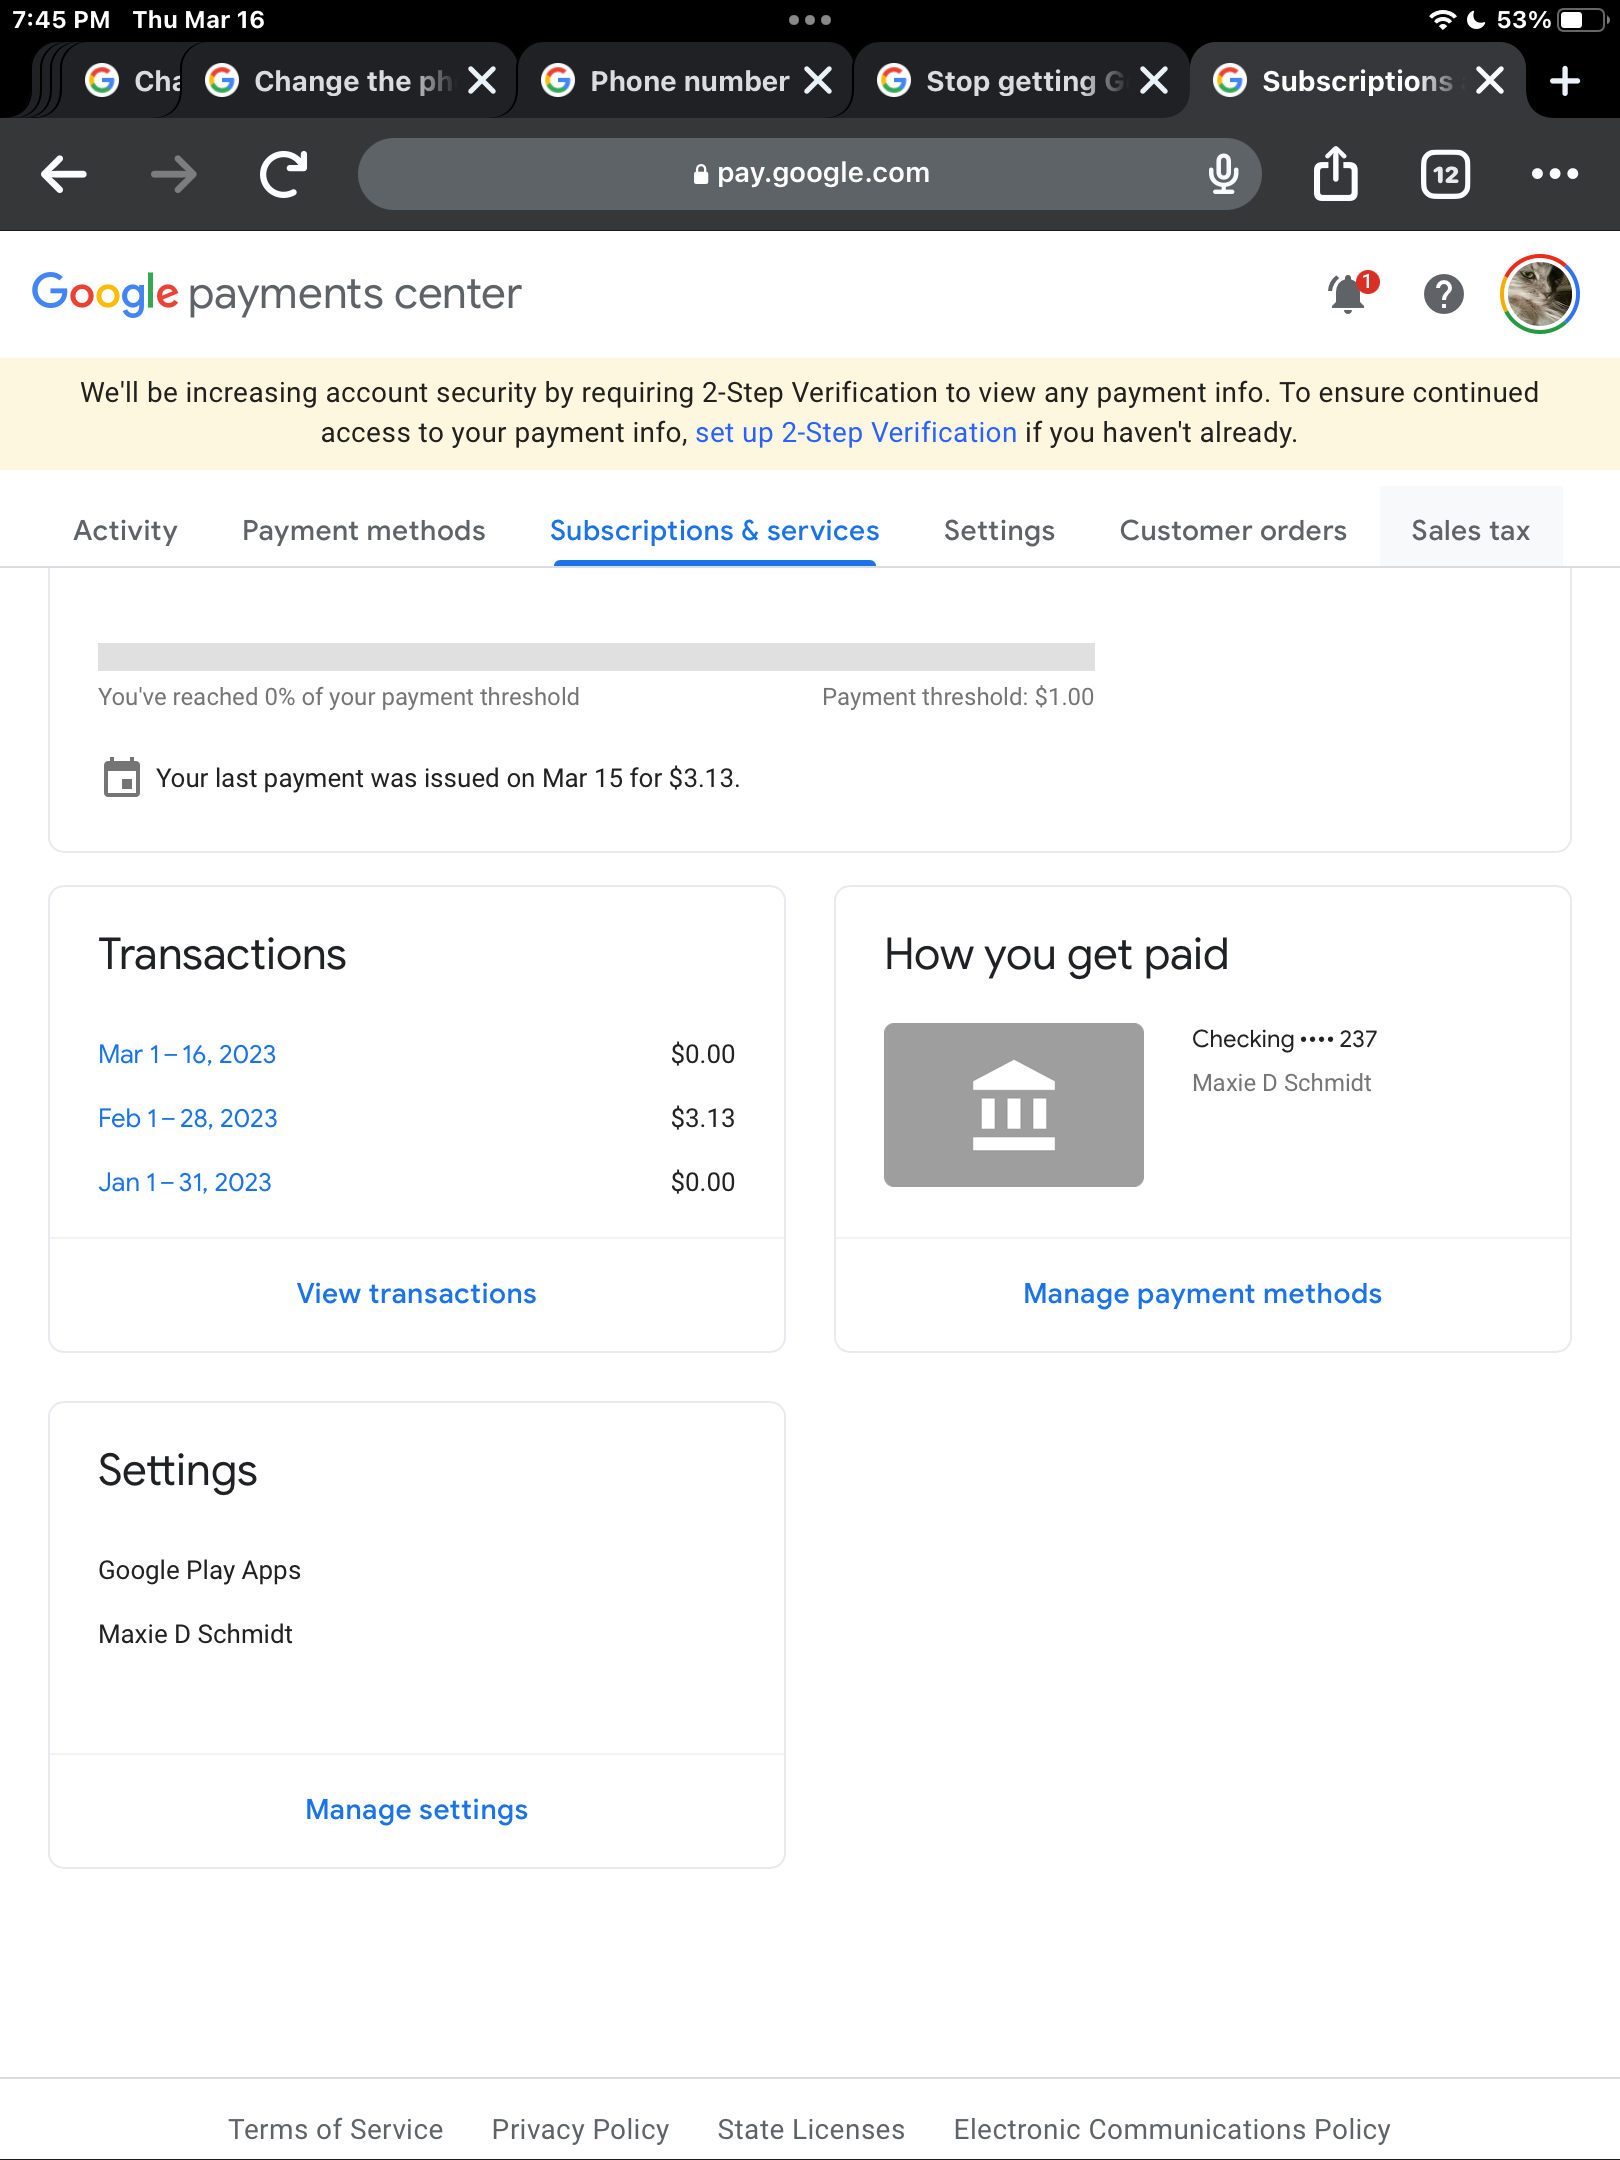 7:45 PM Thu Mar 16 53%
Cha Change the ph Phone number Stop getting G Subscriptions
pay.google.com 12
Google payments center 1
We'll be increasing account security by requiring 2-Step Verification to view any payment info. To ensure continued
access to your payment info, set up 2-Step Verification if you haven't already.
Activity Payment methods Subscriptions & services Settings Customer orders Sales tax
You've reached 0% of your payment threshold Payment threshold: $1.00
Your last payment was issued on Mar 15 for $3.13.
Transactions
Mar 1 – 16, 2023 $0.00
Feb 1 – 28, 2023 $3.13
Jan 1 – 31, 2023 $0.00
View transactions
How you get paid
Checking •••• 237
Maxie D Schmidt
Manage payment methods
Settings
Google Play Apps
Maxie D Schmidt
Manage settings
Terms of Service Privacy Policy State Licenses Electronic Communications Policy